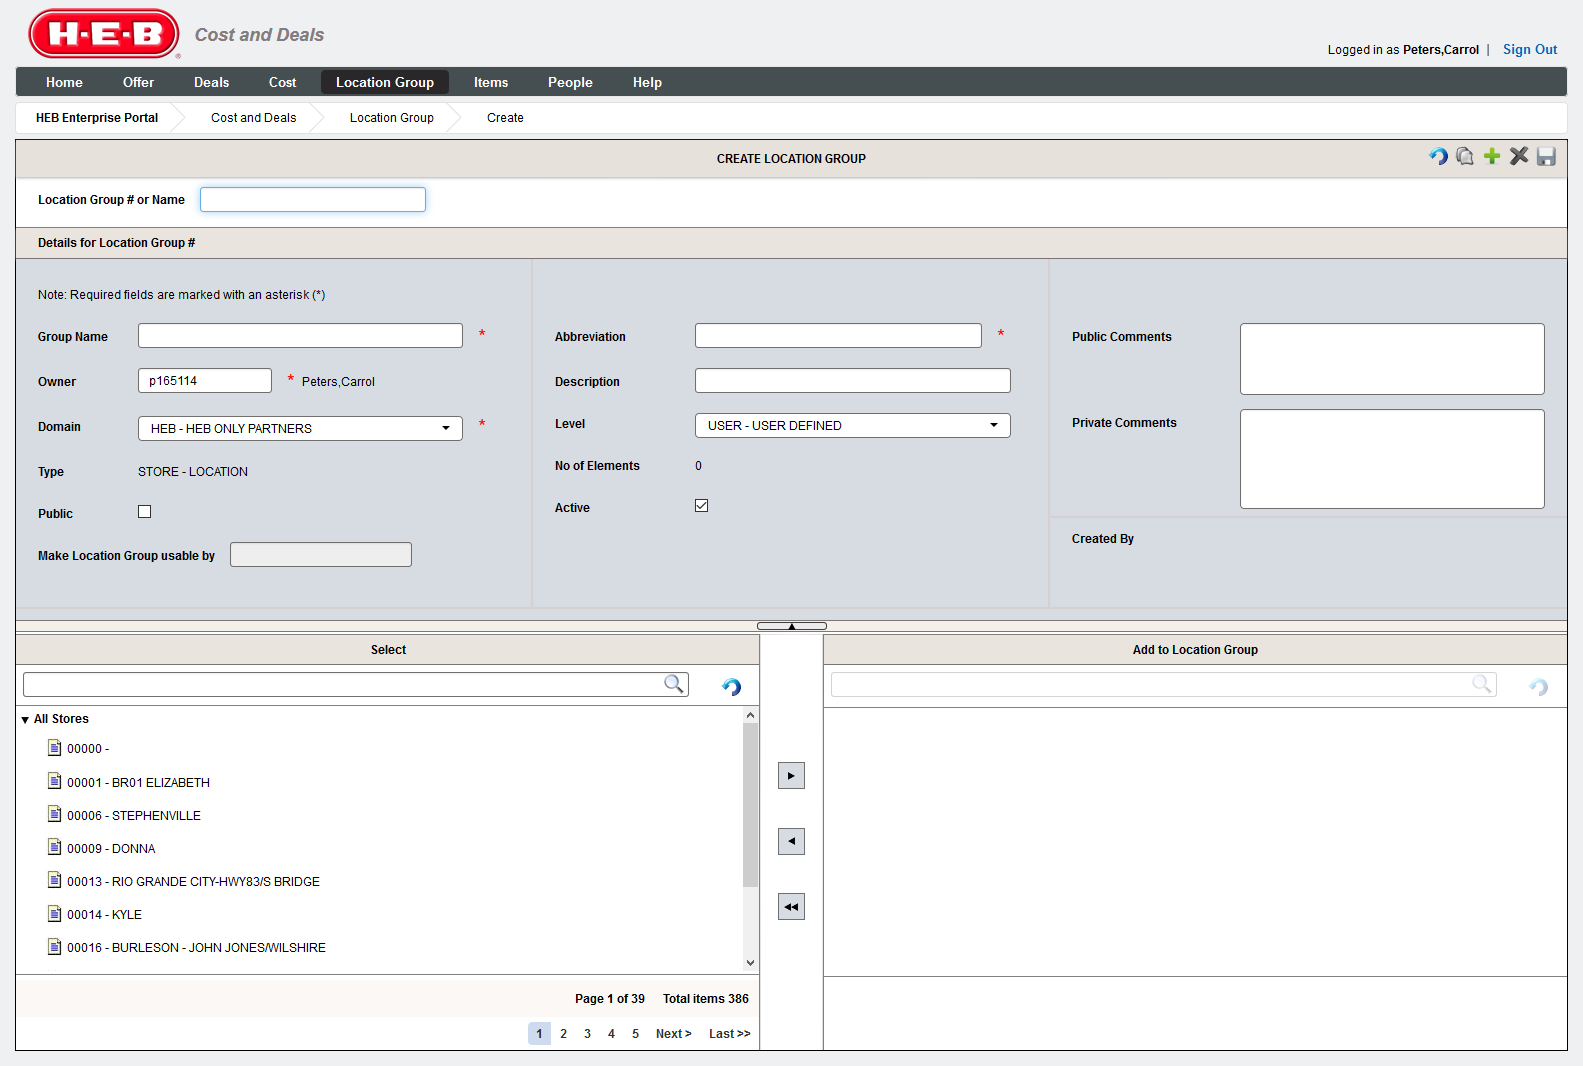 H-E-B
Cost and Deals
Logged in as Peters,Carrol | Sign Out
Home Offer Deals Cost Location Group Items People Help
HEB Enterprise Portal Cost and Deals Location Group Create
CREATE LOCATION GROUP
Location Group # or Name
Details for Location Group #
Note: Required fields are marked with an asterisk (*)
Group Name *
Abbreviation *
Public Comments
Owner p165114 * Peters,Carrol
Description
Domain HEB - HEB ONLY PARTNERS *
Level USER - USER DEFINED
Private Comments
Type STORE - LOCATION
No of Elements 0
Public
Active
Make Location Group usable by
Created By
Select
Add to Location Group
All Stores
00000 -
00001 - BR01 ELIZABETH
00006 - STEPHENVILLE
00009 - DONNA
00013 - RIO GRANDE CITY-HWY83/S BRIDGE
00014 - KYLE
00016 - BURLESON - JOHN JONES/WILSHIRE
Page 1 of 39 Total items 386
1 2 3 4 5 Next > Last >>